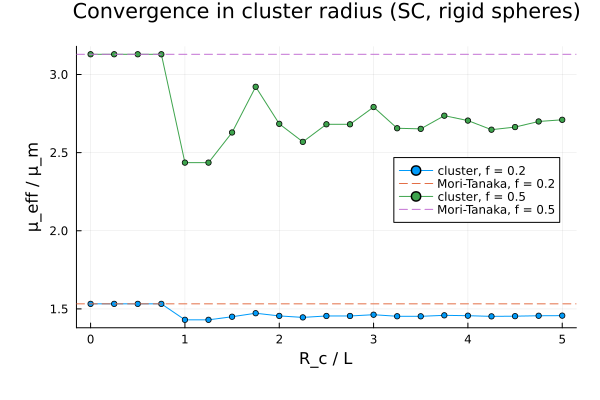 Convergence in cluster radius (SC, rigid spheres)
μ_eff / μ_m
3.0
2.5
2.0
1.5
cluster, f = 0.2
Mori-Tanaka, f = 0.2
cluster, f = 0.5
Mori-Tanaka, f = 0.5
0 1 2 3 4 5
R_c / L